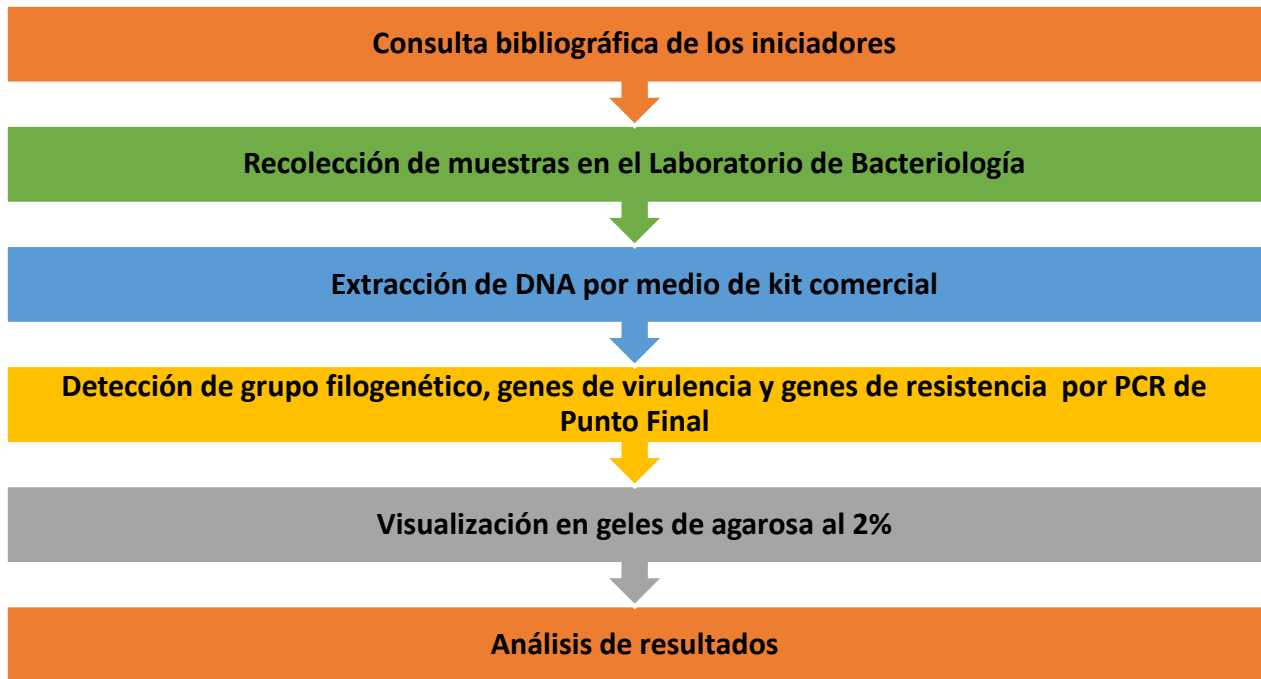 Consulta bibliográfica de los iniciadores
Recolección de muestras en el Laboratorio de Bacteriología
Extracción de DNA por medio de kit comercial
Detección de grupo filogenético, genes de virulencia y genes de resistencia  por PCR de
Punto Final
Visualización en geles de agarosa al 2%
Análisis de resultados